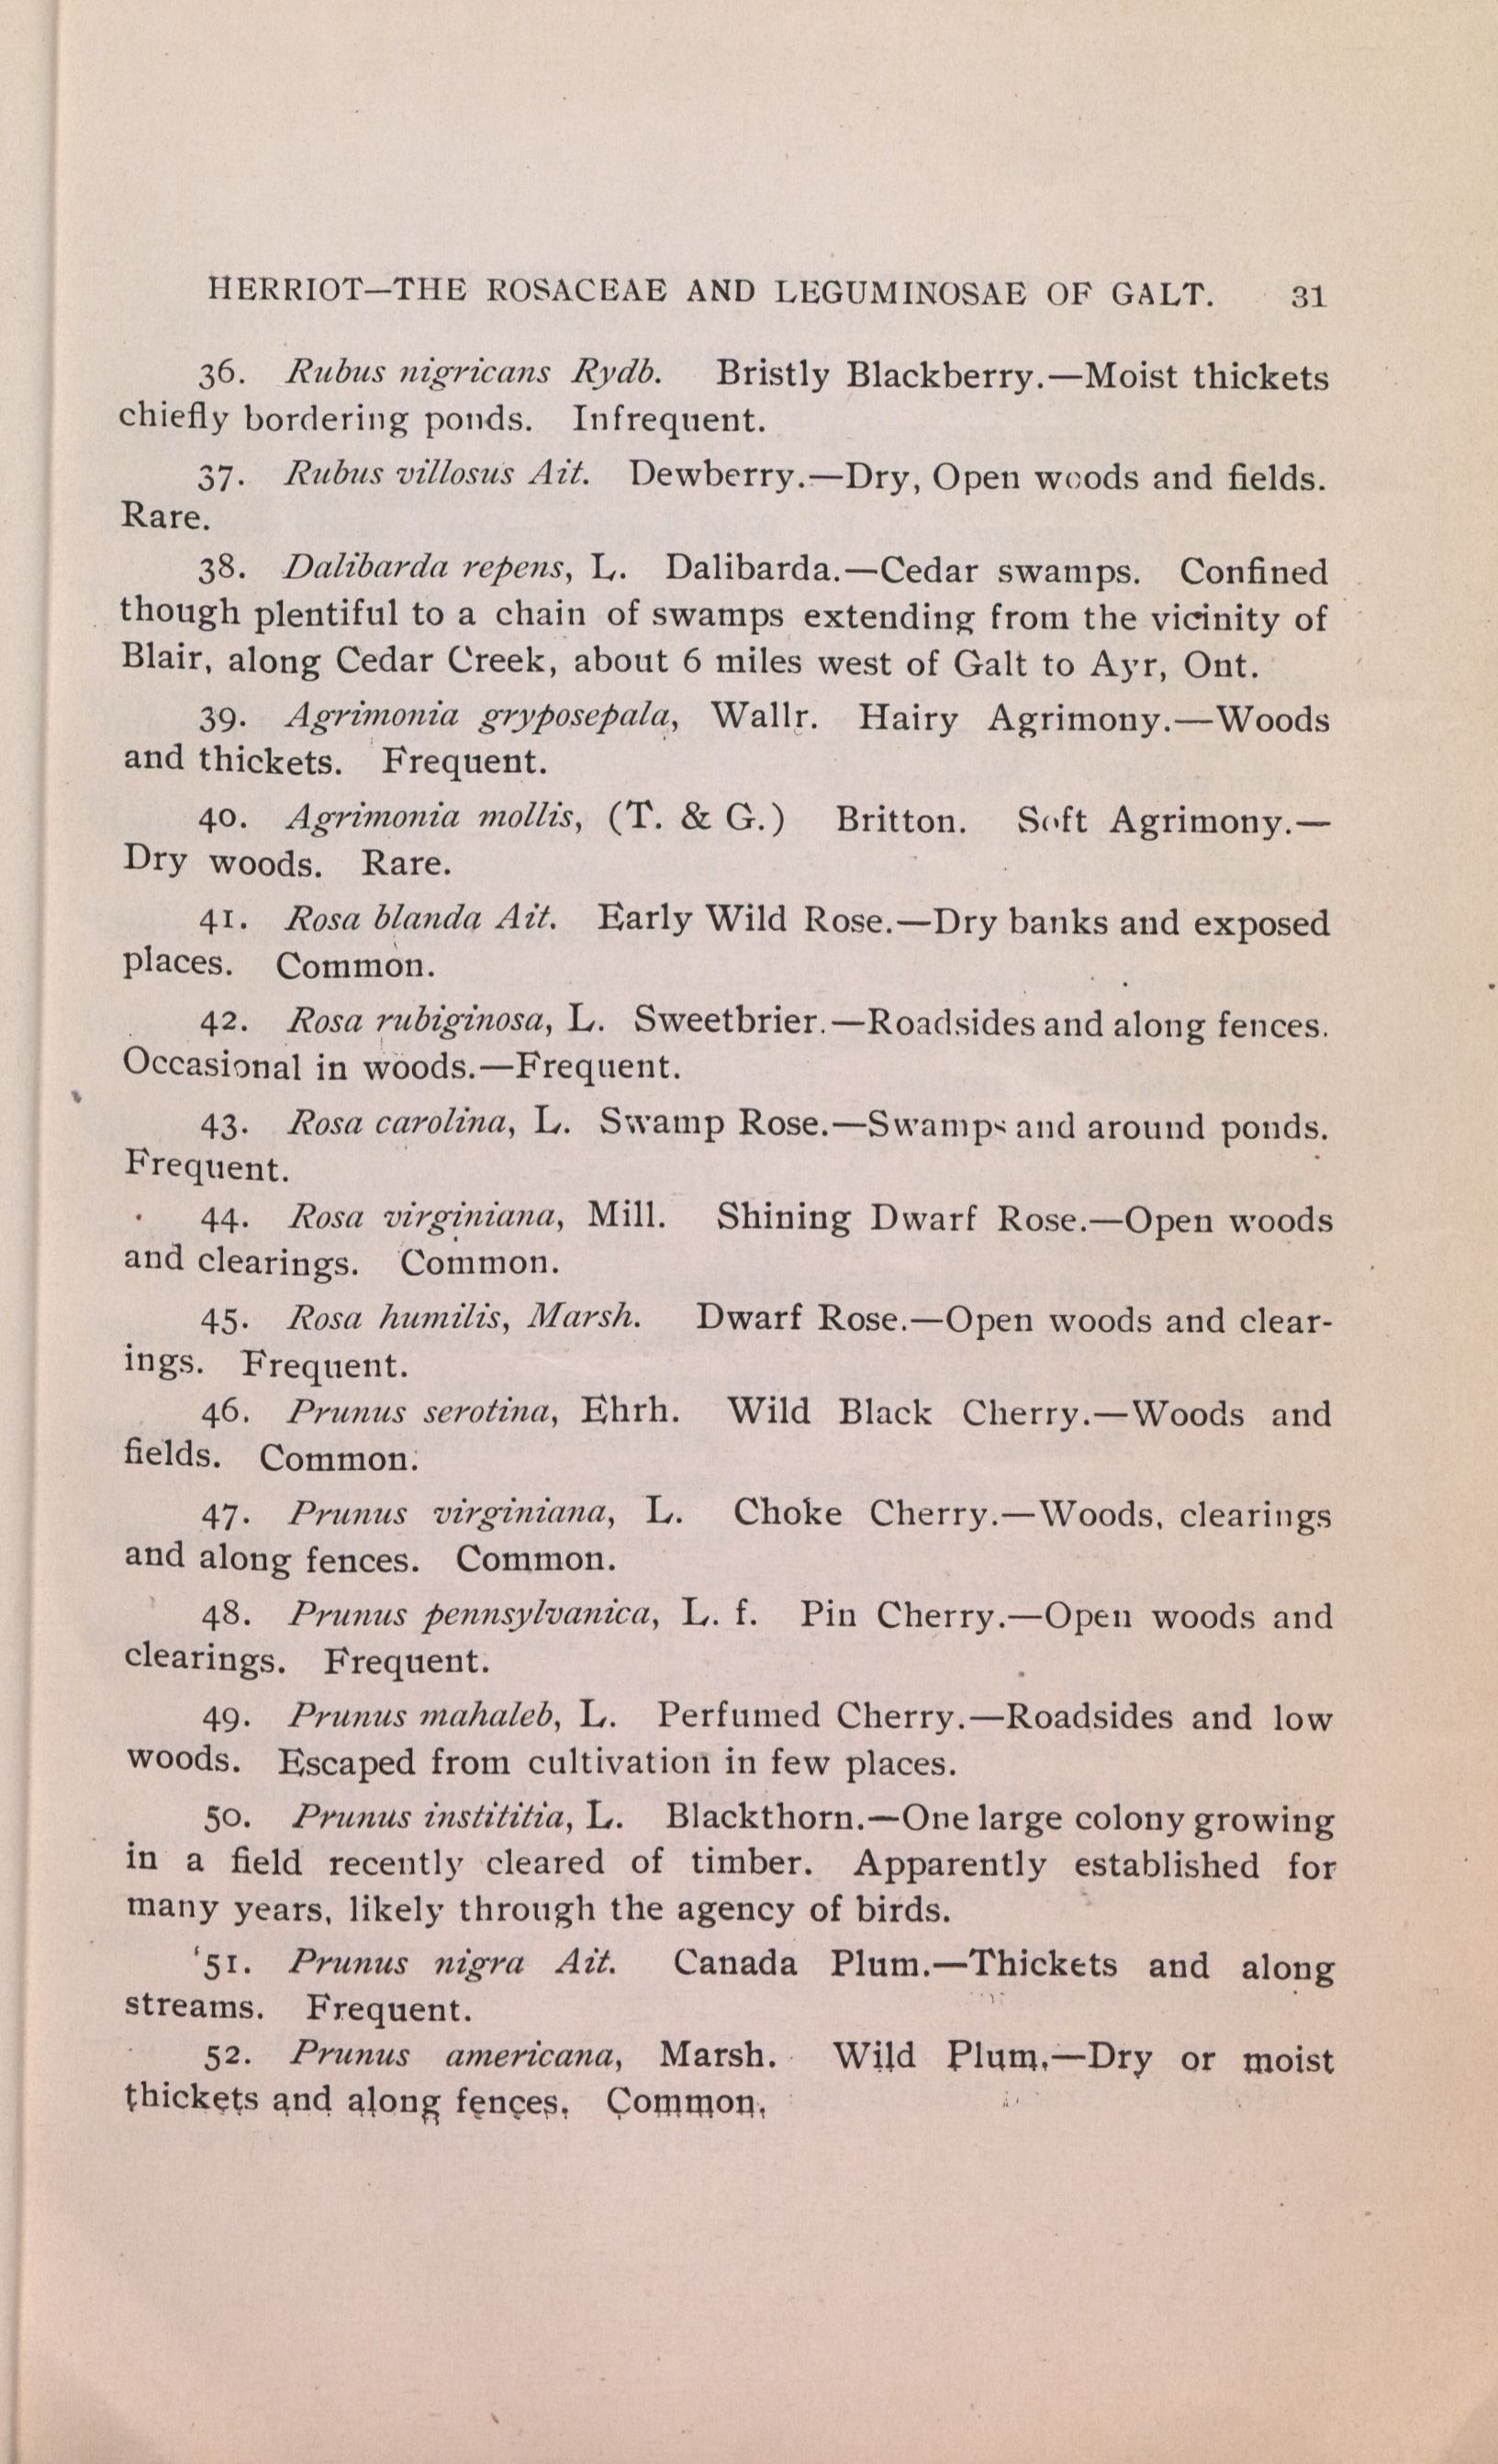 HERRIOT—THE ROSACEAE AND LEGUMINOSAE OF GALT. 31
36. Rubus nigricans Rydb. Bristly Blackberry.—Moist thickets
chiefly bordering ponds. Infrequent.
37. Rubus villosus Ait. Dewberry.—Dry, Open woods and fields.
Rare.
38. Dalibarda repens, L. Dalibarda.—Cedar swamps. Confined
though plentiful to a chain of swamps extending from the vicinity of
Blair, along Cedar Creek, about 6 miles west of Galt to Ayr, Ont.
39. Agrimonia gryposepala, Wallr. Hairy Agrimony.—Woods
and thickets. Frequent.
40. Agrimonia mollis, (T. & G.) Britton. Soft Agrimony.—
Dry woods. Rare.
41. Rosa blanda Ait. Early Wild Rose.—Dry banks and exposed
places. Common.
42. Rosa rubiginosa, L. Sweetbrier.—Roadsides and along fences.
Occasional in woods.—Frequent.
43. Rosa carolina, L. Swamp Rose.—Swamps and around ponds.
Frequent.
44. Rosa virginiana, Mill. Shining Dwarf Rose.—Open woods
and clearings. Common.
45. Rosa humilis, Marsh. Dwarf Rose.—Open woods and clear-
ings. Frequent.
46. Prunus serotina, Ehrh. Wild Black Cherry.—Woods and
fields. Common.
47. Prunus virginiana, L. Choke Cherry.—Woods, clearings
and along fences. Common.
48. Prunus pennsylvanica, L. f. Pin Cherry.—Open woods and
clearings. Frequent.
49. Prunus mahaleb, L. Perfumed Cherry.—Roadsides and low
woods. Escaped from cultivation in few places.
50. Prunus instititia, L. Blackthorn.—One large colony growing
in a field recently cleared of timber. Apparently established for
many years, likely through the agency of birds.
51. Prunus nigra Ait. Canada Plum.—Thickets and along
streams. Frequent.
52. Prunus americana, Marsh. Wild Plum.—Dry or moist
thickets and along fences. Common.